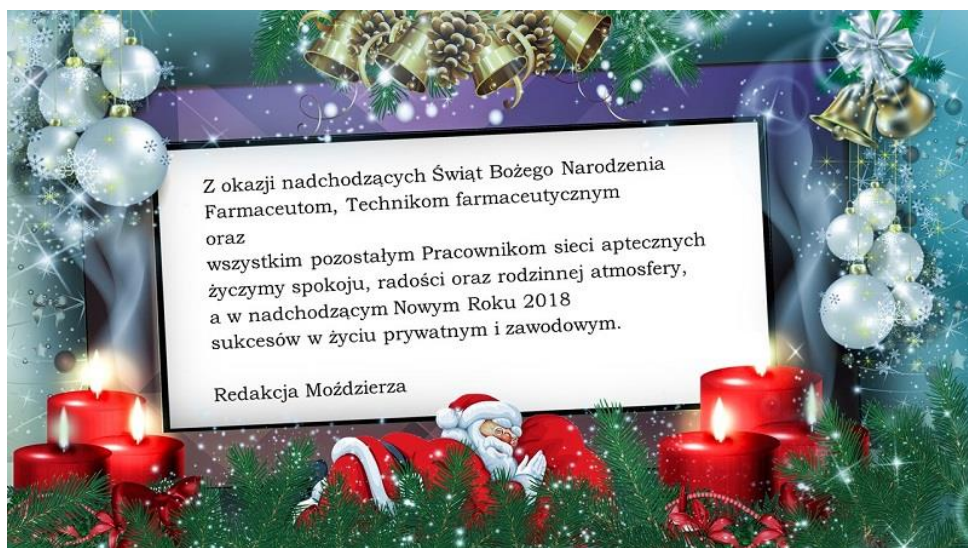 Z okazji nadchodzących Świąt Bożego Narodzenia
Farmaceutom, Technikom farmaceutycznym
oraz
wszystkim pozostałym Pracownikom sieci aptecznych
życzymy spokoju, radości oraz rodzinnej atmosfery,
a w nadchodzącym Nowym Roku 2018
sukcesów w życiu prywatnym i zawodowym.
Redakcja Moździerza